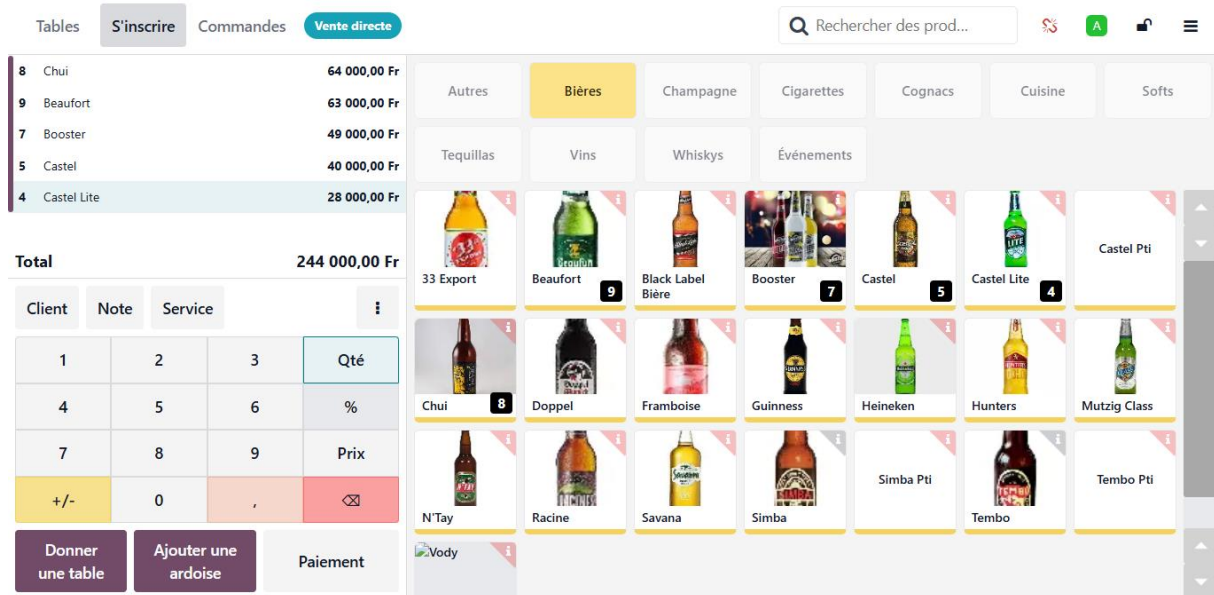 Tables S'inscrire Commandes Vente directe Rechercher des prod... A
8 Chui 64 000,00 Fr
9 Beaufort 63 000,00 Fr
7 Booster 49 000,00 Fr
5 Castel 40 000,00 Fr
4 Castel Lite 28 000,00 Fr
Total 244 000,00 Fr
Client Note Service
1 2 3 Qté
4 5 6 %
7 8 9 Prix
+/- 0 ,
Donner une table
Ajouter une ardoise
Paiement
Autres Bières Champagne Cigarettes Cognacs Cuisine Softs
Tequillas Vins Whiskys Événements
33 Export
Beaufort 9
Black Label Bière
Booster 7
Castel 5
Castel Lite 4
Castel Pti
Chui 8
Doppel
Framboise
Guinness
Heineken
Hunters
Mutzig Class
N'Tay
Racine
Savana
Simba
Simba Pti
Tembo
Tembo Pti
Vody